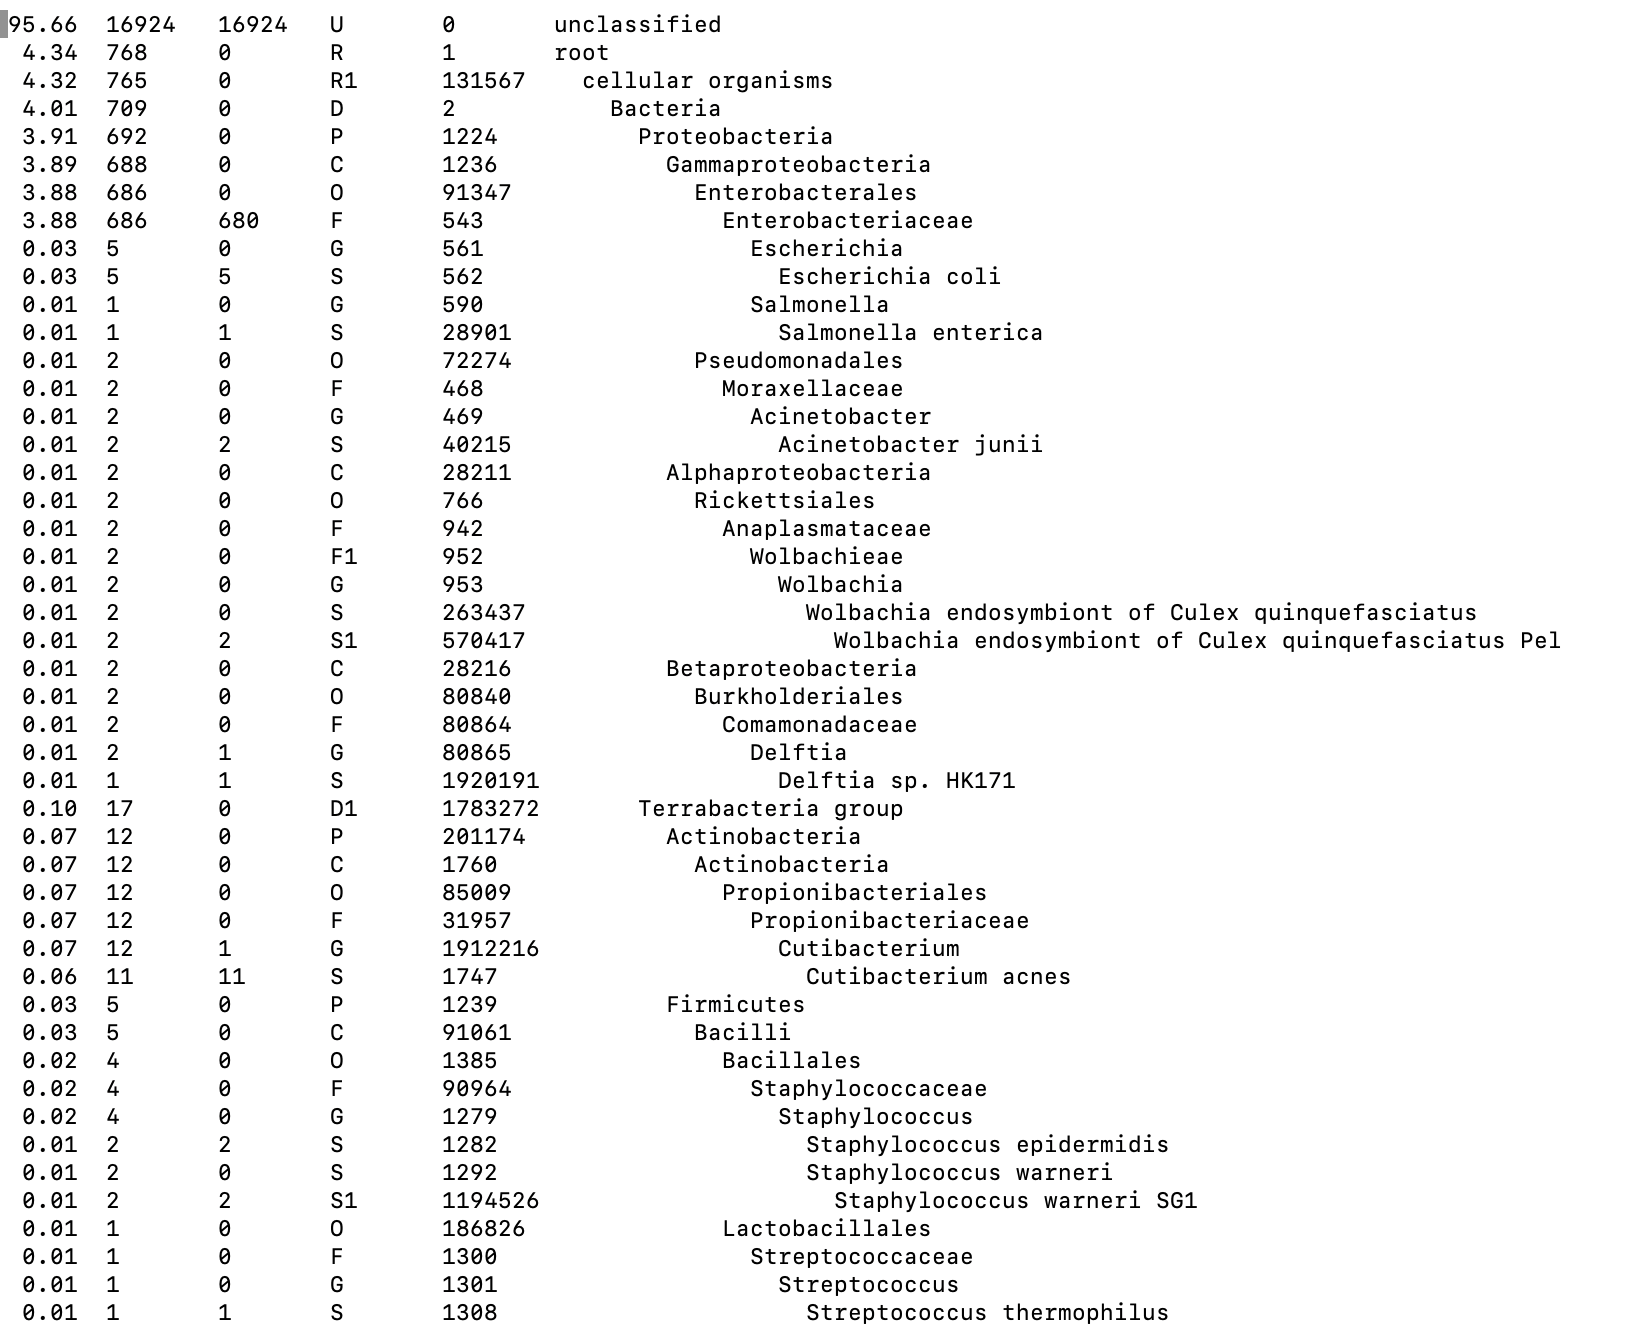 95.66  16924   16924   U       0       unclassified
 4.34  768     0       R       1       root
 4.32  765     0       R1      131567    cellular organisms
 4.01  709     0       D       2           Bacteria
 3.91  692     0       P       1224          Proteobacteria
 3.89  688     0       C       1236            Gammaproteobacteria
 3.88  686     0       O       91347             Enterobacterales
 3.88  686     680     F       543                 Enterobacteriaceae
 0.03  5       0       G       561                   Escherichia
 0.03  5       5       S       562                     Escherichia coli
 0.01  1       0       G       590                   Salmonella
 0.01  1       1       S       28901                   Salmonella enterica
 0.01  2       0       O       72274             Pseudomonadales
 0.01  2       0       F       468                 Moraxellaceae
 0.01  2       0       G       469                   Acinetobacter
 0.01  2       2       S       40215                   Acinetobacter junii
 0.01  2       0       C       28211           Alphaproteobacteria
 0.01  2       0       O       766               Rickettsiales
 0.01  2       0       F       942                 Anaplasmataceae
 0.01  2       0       F1      952                   Wolbachieae
 0.01  2       0       G       953                     Wolbachia
 0.01  2       0       S       263437                    Wolbachia endosymbiont of Culex quinquefasciatus
 0.01  2       2       S1      570417                      Wolbachia endosymbiont of Culex quinquefasciatus Pel
 0.01  2       0       C       28216           Betaproteobacteria
 0.01  2       0       O       80840             Burkholderiales
 0.01  2       0       F       80864               Comamonadaceae
 0.01  2       1       G       80865                 Delftia
 0.01  1       1       S       1920191                 Delftia sp. HK171
 0.10  17      0       D1      1783272       Terrabacteria group
 0.07  12      0       P       201174          Actinobacteria
 0.07  12      0       C       1760              Actinobacteria
 0.07  12      0       O       85009               Propionibacteriales
 0.07  12      0       F       31957                 Propionibacteriaceae
 0.07  12      1       G       1912216                 Cutibacterium
 0.06  11      11      S       1747                      Cutibacterium acnes
 0.03  5       0       P       1239            Firmicutes
 0.03  5       0       C       91061             Bacilli
 0.02  4       0       O       1385                Bacillales
 0.02  4       0       F       90964                 Staphylococcaceae
 0.02  4       0       G       1279                    Staphylococcus
 0.01  2       2       S       1282                      Staphylococcus epidermidis
 0.01  2       0       S       1292                      Staphylococcus warneri
 0.01  2       2       S1      1194526                     Staphylococcus warneri SG1
 0.01  1       0       O       186826              Lactobacillales
 0.01  1       0       F       1300                  Streptococcaceae
 0.01  1       0       G       1301                    Streptococcus
 0.01  1       1       S       1308                      Streptococcus thermophilus